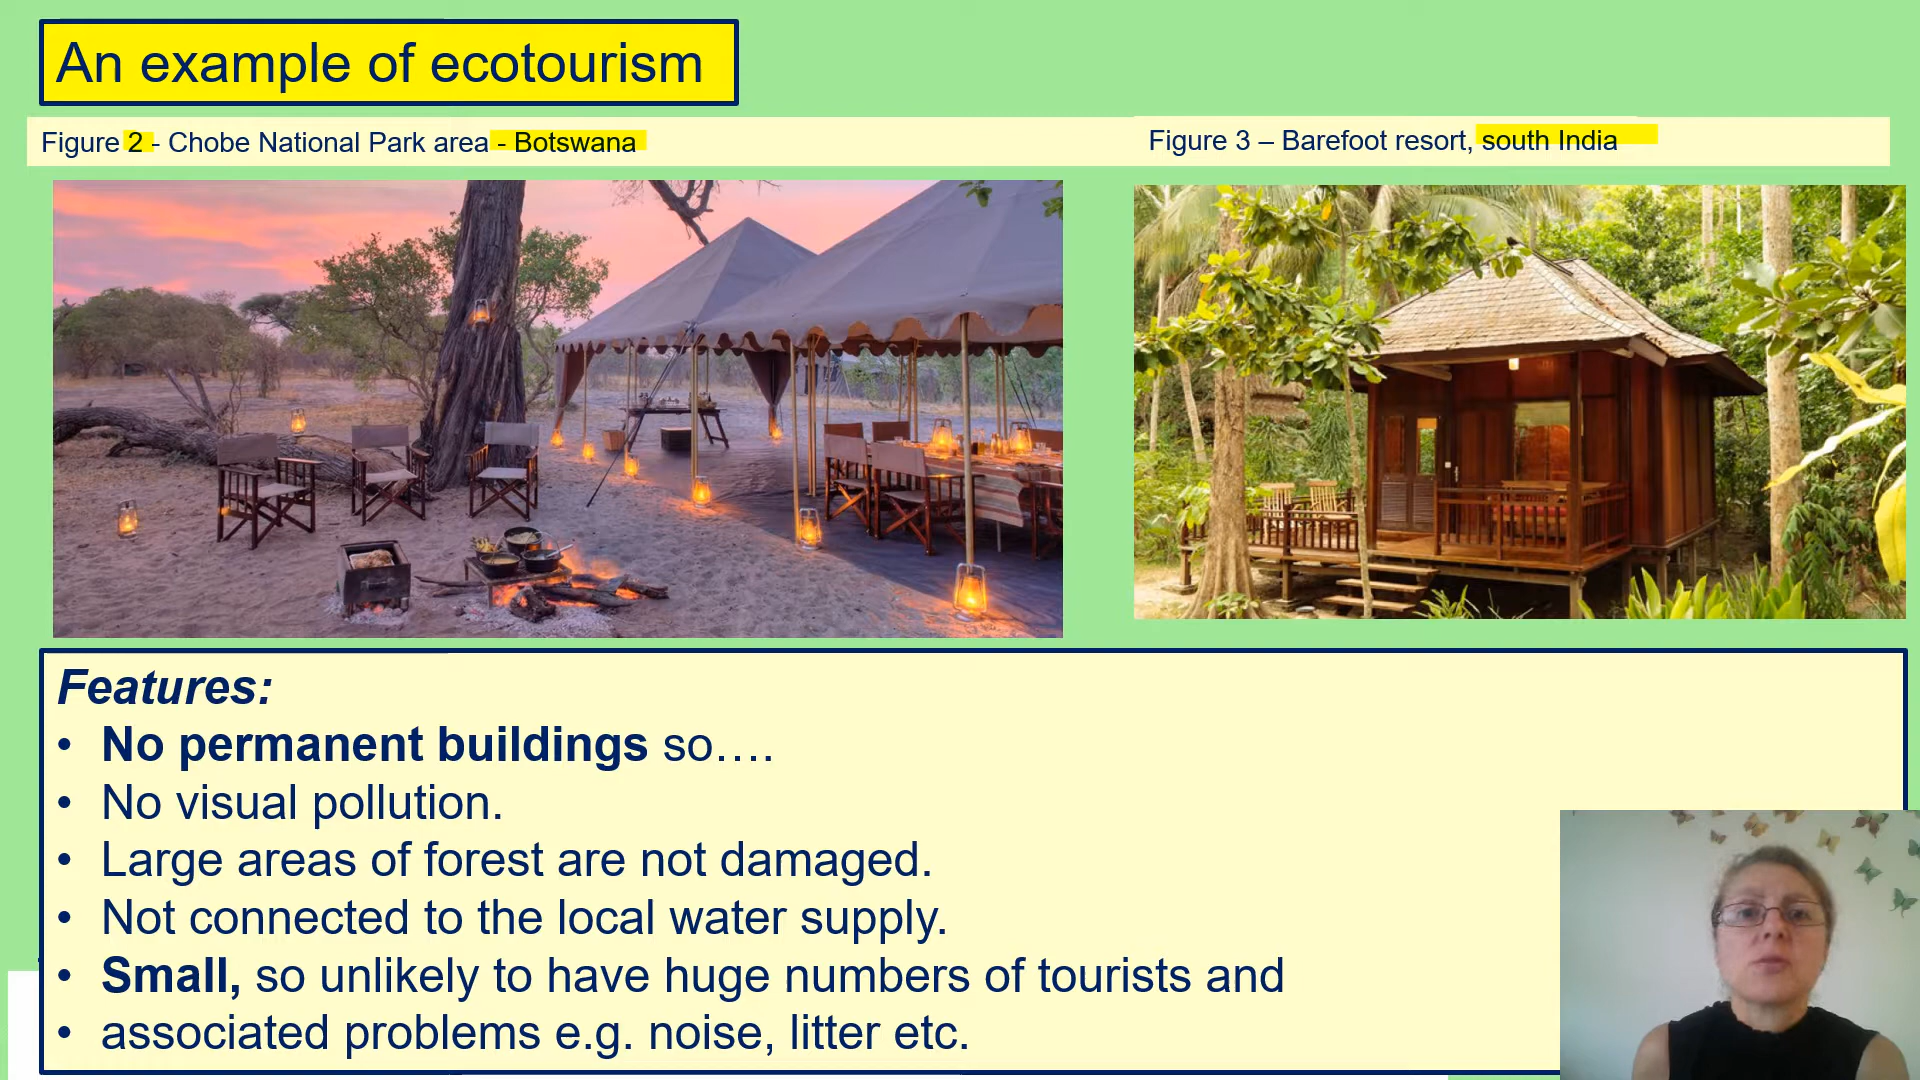 An example of ecotourism
Figure 2 - Chobe National Park area - Botswana
Figure 3 – Barefoot resort, south India
Features:
• No permanent buildings so….
• No visual pollution.
• Large areas of forest are not damaged.
• Not connected to the local water supply.
• Small, so unlikely to have huge numbers of tourists and
• associated problems e.g. noise, litter etc.